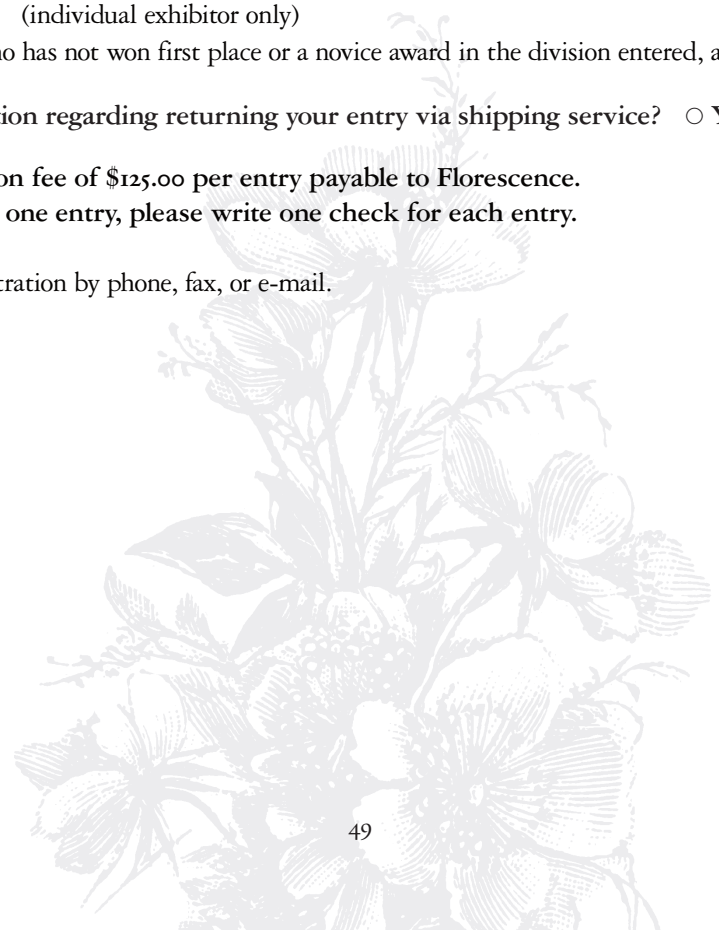 (individual exhibitor only)
o has not won first place or a novice award in the division entered, a
tion regarding returning your entry via shipping service? ○ Y
on fee of $125.00 per entry payable to Florescence.
one entry, please write one check for each entry.
tration by phone, fax, or e-mail.
49